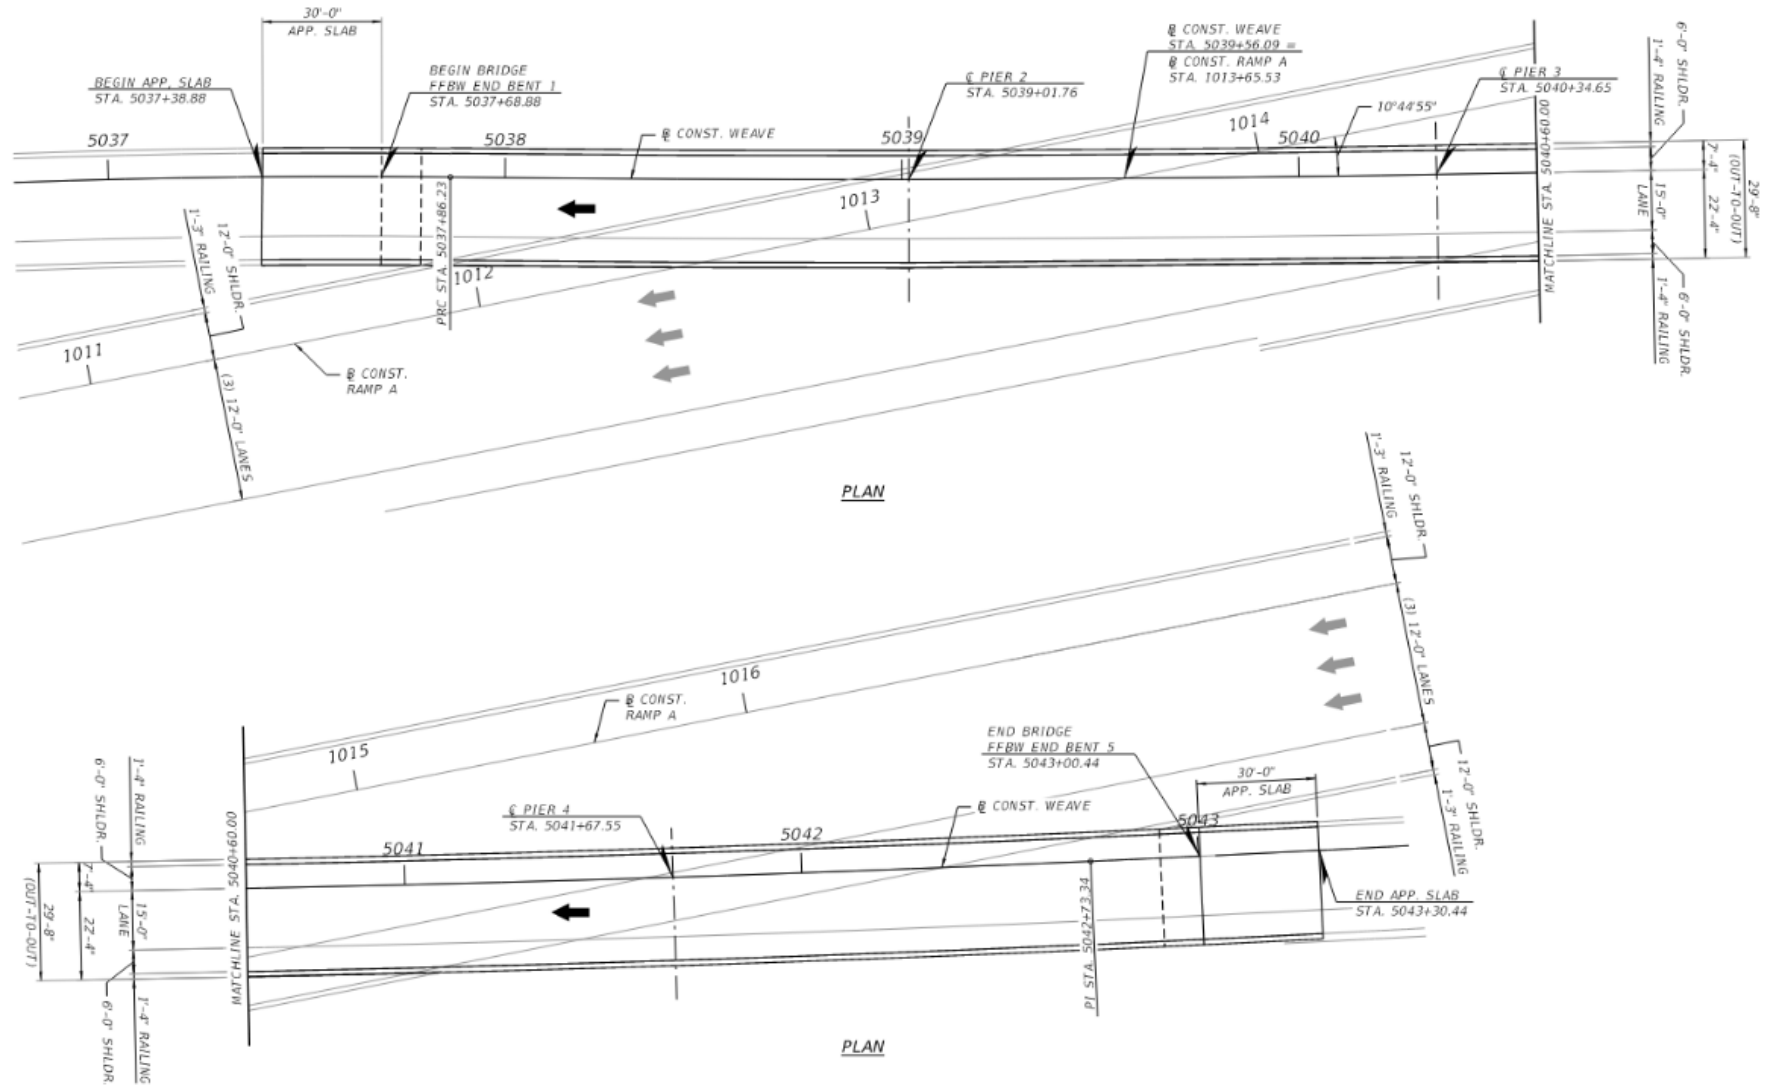 30'-0"
APP. SLAB
BEGIN APP. SLAB
STA. 5037+38.88
BEGIN BRIDGE
FFBW END BENT 1
STA. 5037+68.88
℄ PIER 2
STA. 5039+01.76
B CONST. WEAVE
STA. 5039+56.09 =
B CONST. RAMP A
STA. 1013+65.53
℄ PIER 3
STA. 5040+34.65
10°44'55"
5037
5038
B CONST. WEAVE
5039
1014
5040
1013
1012
1011
PRC STA. 5037+86.23
MATCHLINE STA. 5040+60.00
6'-0" SHLDR.
1'-4" RAILING
7'-4"
15'-0"
LANE
22'-4"
29'-8"
(OUT-TO-OUT)
6'-0" SHLDR.
1'-4" RAILING
1'-3" RAILING
12'-0" SHLDR.
(3) 12'-0" LANES
B CONST.
RAMP A
PLAN
1'-3" RAILING
12'-0" SHLDR.
(3) 12'-0" LANES
12'-0" SHLDR.
1'-3" RAILING
1016
B CONST.
RAMP A
1015
END BRIDGE
FFBW END BENT 5
STA. 5043+00.44
30'-0"
APP. SLAB
℄ PIER 4
STA. 5041+67.55
B CONST. WEAVE
5041
5042
5043
6'-0" SHLDR.
1'-4" RAILING
7'-4"
15'-0"
LANE
22'-4"
29'-8"
(OUT-TO-OUT)
6'-0" SHLDR.
1'-4" RAILING
MATCHLINE STA. 5040+60.00
PI STA. 5042+73.34
END APP. SLAB
STA. 5043+30.44
PLAN